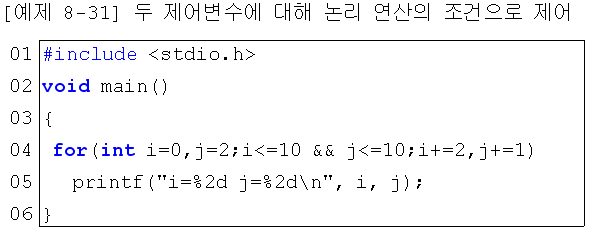 [예제 8-31] 두 제어변수에 대해 논리 연산의 조건으로 제어
01 #include <stdio.h>
02 void main()
03 {
04 for(int i=0,j=2;i<=10 && j<=10;i+=2,j+=1)
05 printf("i=%2d j=%2d\n", i, j);
06 }